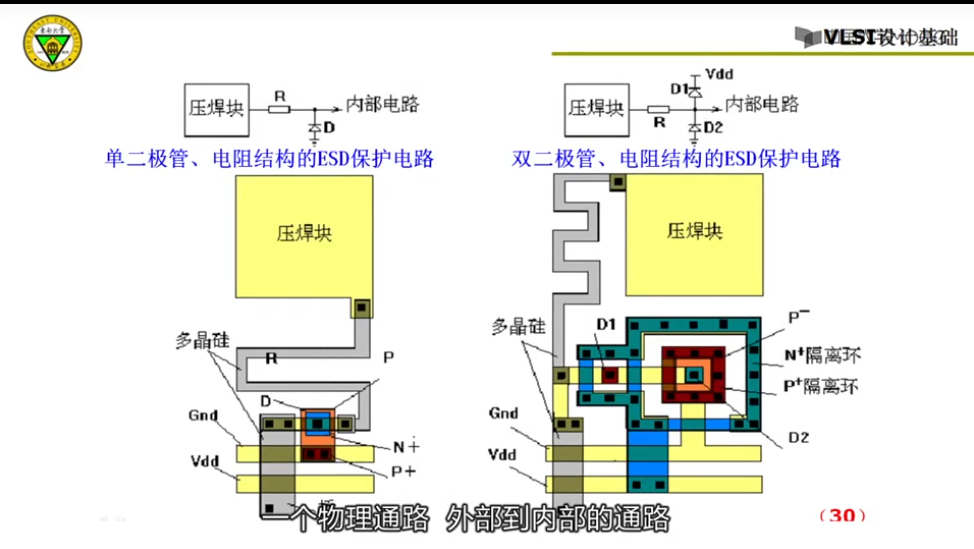 VLSI设计基础
压焊块
R
D
内部电路
单二极管、电阻结构的ESD保护电路
压焊块
R
Vdd
D1
D2
内部电路
双二极管、电阻结构的ESD保护电路
压焊块
多晶硅
R
P
D
Gnd
Vdd
N+
P+
压焊块
多晶硅
D1
P-
N+隔离环
P+隔离环
D2
Gnd
Vdd
一个物理通路 外部到内部的通路
(30)